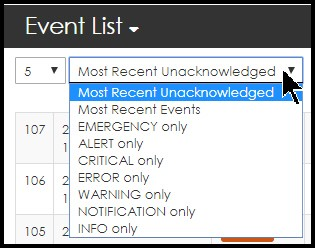 Event List
5 Most Recent Unacknowledged
Most Recent Unacknowledged
107 2 Most Recent Events
1 EMERGENCY only
ALERT only
106 2 CRITICAL only
1 ERROR only
WARNING only
NOTIFICATION only
105 2 INFO only